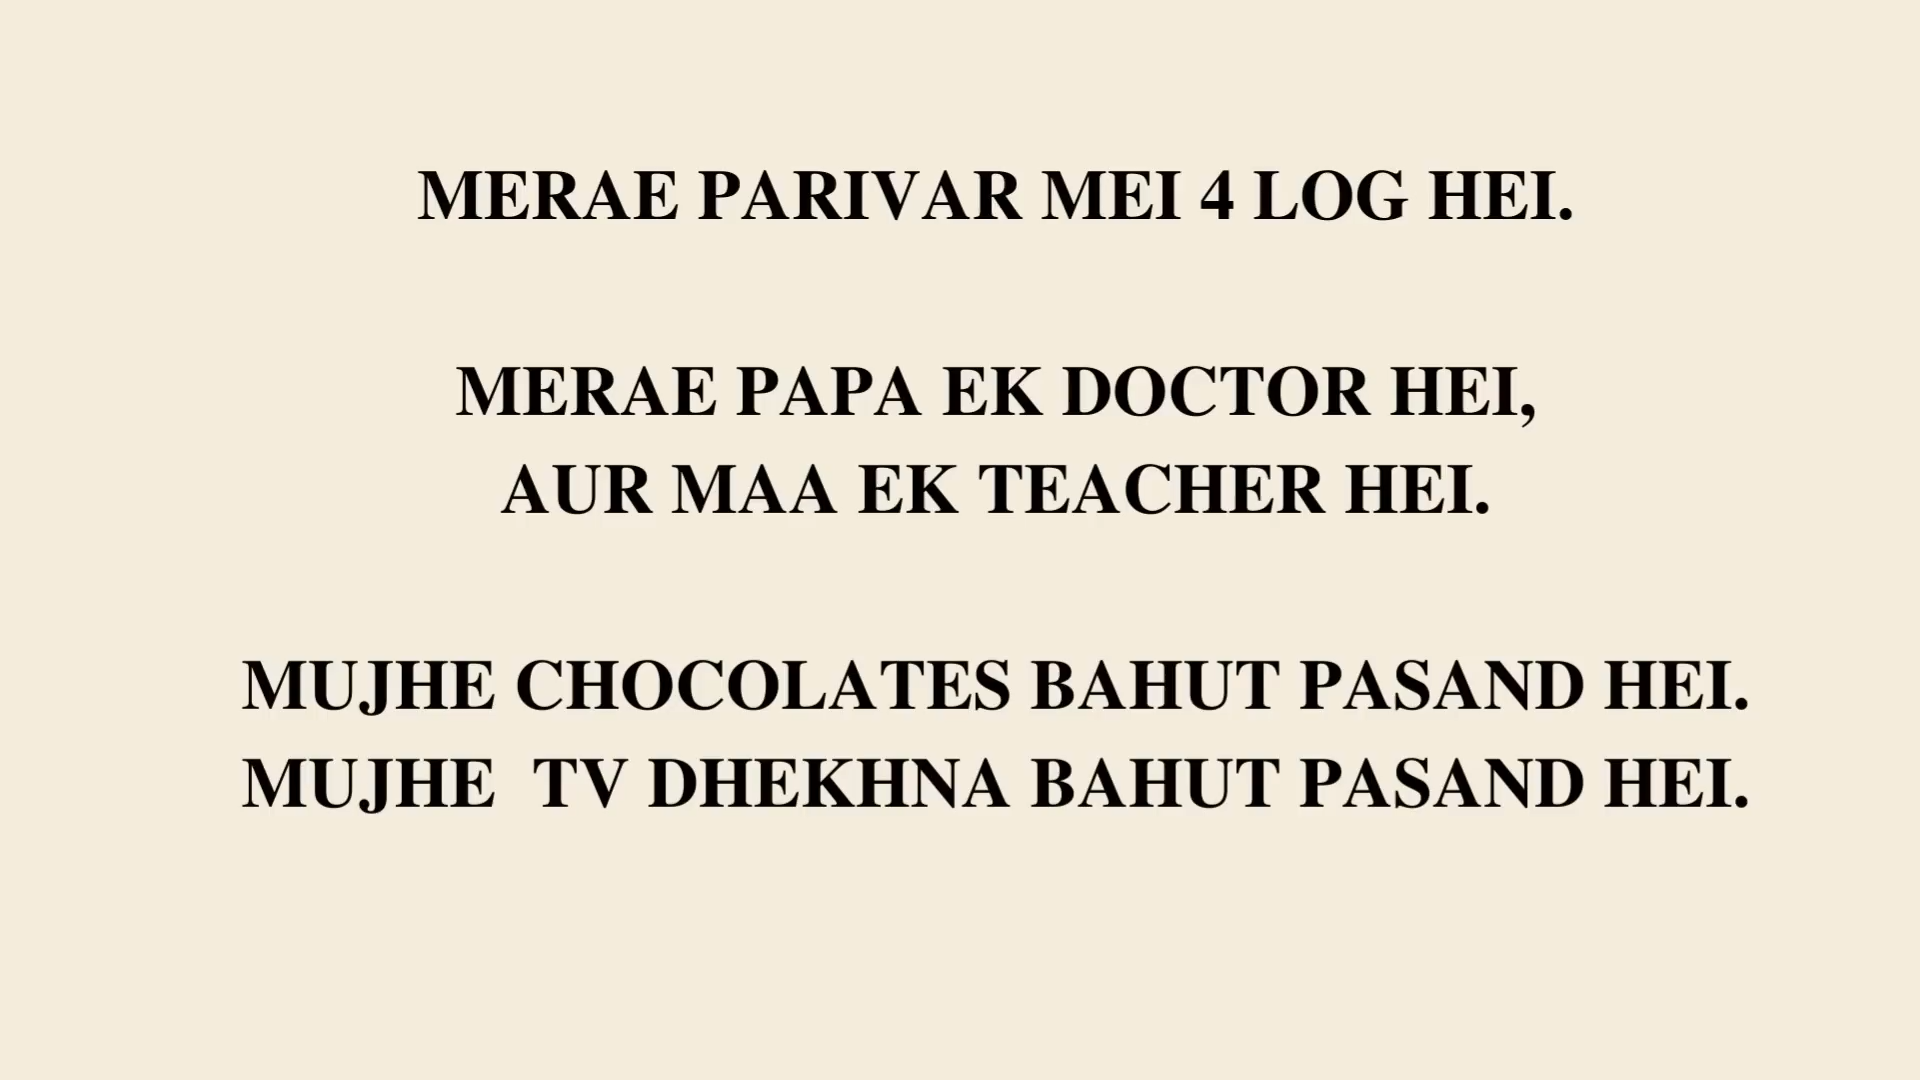 MERAE PARIVAR MEI 4 LOG HEI.
MERAE PAPA EK DOCTOR HEI,
AUR MAA EK TEACHER HEI.
MUJHE CHOCOLATES BAHUT PASAND HEI.
MUJHE  TV DHEKHNA BAHUT PASAND HEI.